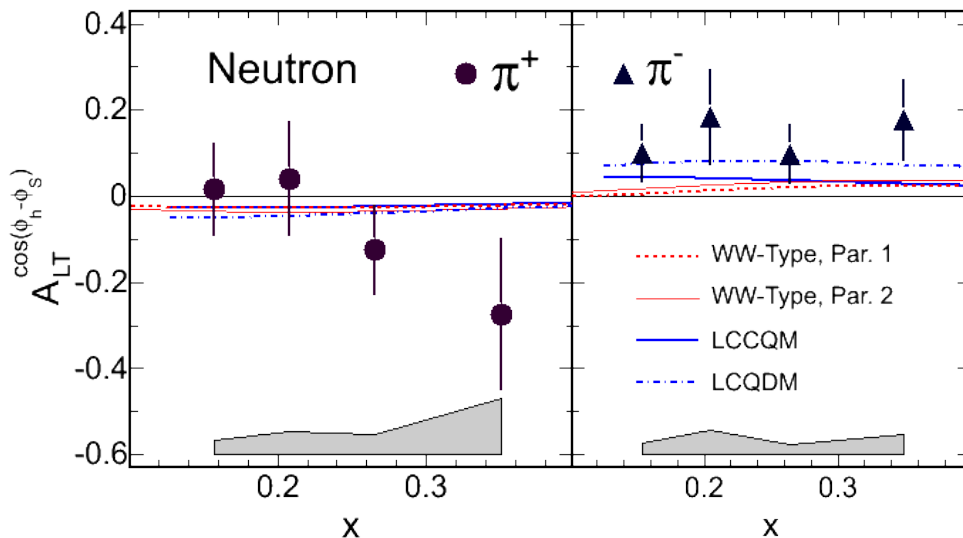 0.4
0.2
0
-0.2
-0.4
-0.6
A_LT^cos(ϕ_h-ϕ_S)
Neutron
π⁺
π⁻
WW-Type, Par. 1
WW-Type, Par. 2
LCCQM
LCQDM
0.2 0.3 0.2 0.3
x x